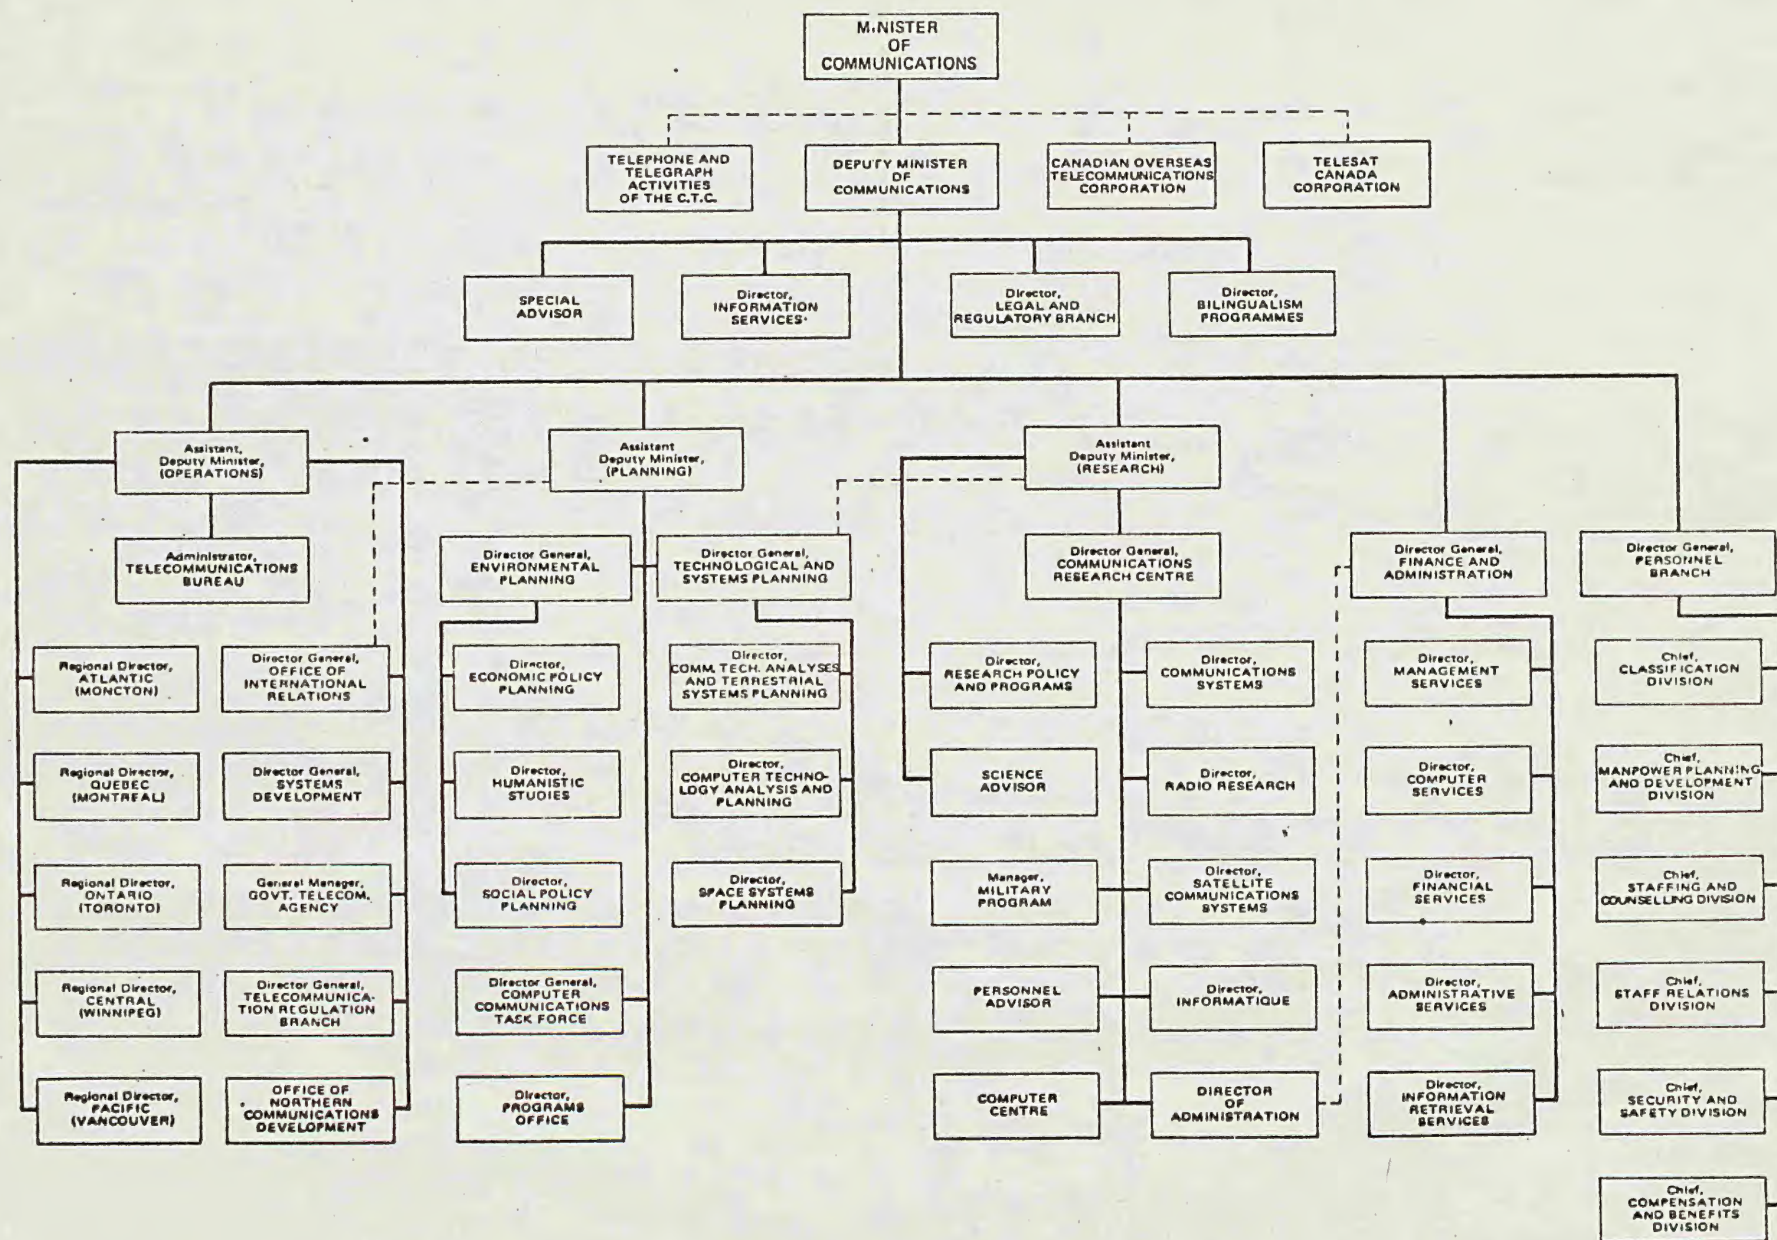 MINISTER
OF
COMMUNICATIONS
TELEPHONE AND
TELEGRAPH
ACTIVITIES
OF THE C.T.C.
DEPUTY MINISTER
OF
COMMUNICATIONS
CANADIAN OVERSEAS
TELECOMMUNICATIONS
CORPORATION
TELESAT
CANADA
CORPORATION
SPECIAL
ADVISOR
Director,
INFORMATION
SERVICES
Director,
LEGAL AND
REGULATORY BRANCH
Director,
BILINGUALISM
PROGRAMMES
Assistant,
Deputy Minister,
(OPERATIONS)
Assistant
Deputy Minister,
(PLANNING)
Assistant
Deputy Minister,
(RESEARCH)
Administrator,
TELECOMMUNICATIONS
BUREAU
Director General,
ENVIRONMENTAL
PLANNING
Director General,
TECHNOLOGICAL AND
SYSTEMS PLANNING
Director General,
COMMUNICATIONS
RESEARCH CENTRE
Director General,
FINANCE AND
ADMINISTRATION
Director General,
PERSONNEL
BRANCH
Regional Director,
ATLANTIC
(MONCTON)
Director General,
OFFICE OF
INTERNATIONAL
RELATIONS
Director,
ECONOMIC POLICY
PLANNING
Director,
COMM. TECH. ANALYSES
AND TERRESTRIAL
SYSTEMS PLANNING
Director,
RESEARCH POLICY
AND PROGRAMS
Director,
COMMUNICATIONS
SYSTEMS
Director,
MANAGEMENT
SERVICES
Chief,
CLASSIFICATION
DIVISION
Regional Director,
QUEBEC
(MONTREAL)
Director General,
SYSTEMS
DEVELOPMENT
Director,
HUMANISTIC
STUDIES
Director,
COMPUTER TECHNO-
LOGY ANALYSIS AND
PLANNING
SCIENCE
ADVISOR
Director,
RADIO RESEARCH
Director,
COMPUTER
SERVICES
Chief,
MANPOWER PLANNING
AND DEVELOPMENT
DIVISION
Regional Director,
ONTARIO
(TORONTO)
General Manager,
GOVT. TELECOM.
AGENCY
Director,
SOCIAL POLICY
PLANNING
Director,
SPACE SYSTEMS
PLANNING
Manager,
MILITARY
PROGRAM
Director,
SATELLITE
COMMUNICATIONS
SYSTEMS
Director,
FINANCIAL
SERVICES
Chief,
STAFFING AND
COUNSELLING DIVISION
Regional Director,
CENTRAL
(WINNIPEG)
Director General,
TELECOMMUNICA-
TION REGULATION
BRANCH
Director General,
COMPUTER
COMMUNICATIONS
TASK FORCE
PERSONNEL
ADVISOR
Director,
INFORMATIQUE
Director,
ADMINISTRATIVE
SERVICES
Chief,
STAFF RELATIONS
DIVISION
Regional Director,
PACIFIC
(VANCOUVER)
OFFICE OF
NORTHERN
COMMUNICATIONS
DEVELOPMENT
Director,
PROGRAMS
OFFICE
COMPUTER
CENTRE
DIRECTOR
OF
ADMINISTRATION
Director,
INFORMATION
RETRIEVAL
SERVICES
Chief,
SECURITY AND
SAFETY DIVISION
Chief,
COMPENSATION
AND BENEFITS
DIVISION